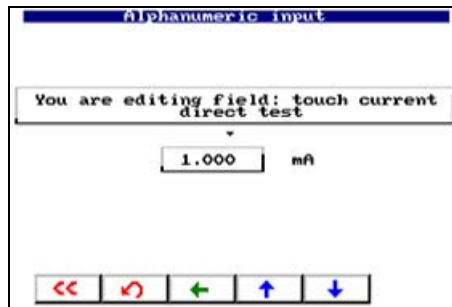 Alphanumeric input
You are editing field: touch current
direct test
1.000 mA
<<